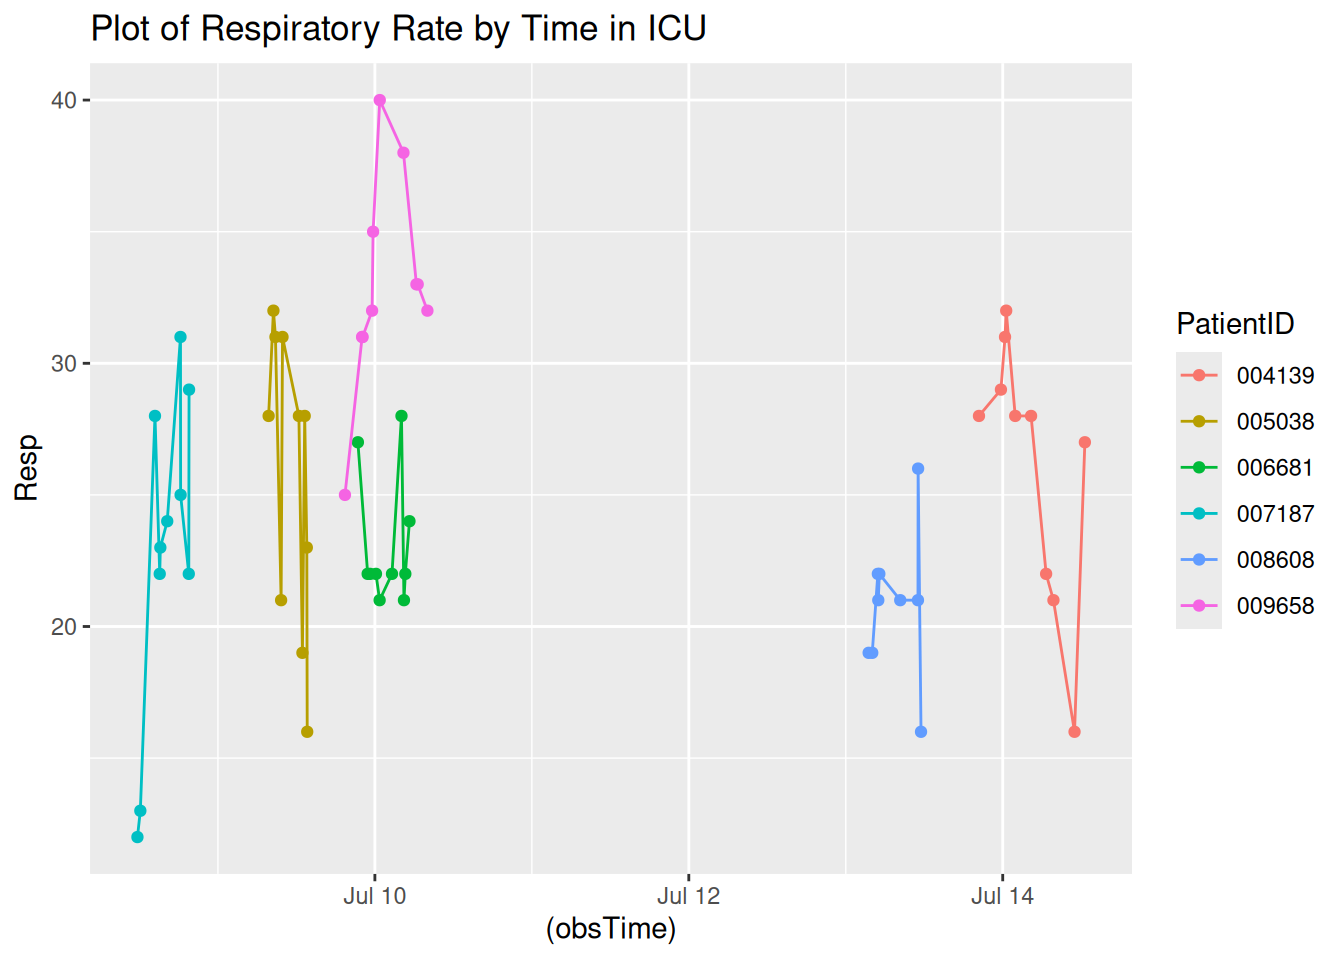 Plot of Respiratory Rate by Time in ICU
40
30
20
Resp
Jul 10
Jul 12
Jul 14
(obsTime)
PatientID
004139
005038
006681
007187
008608
009658